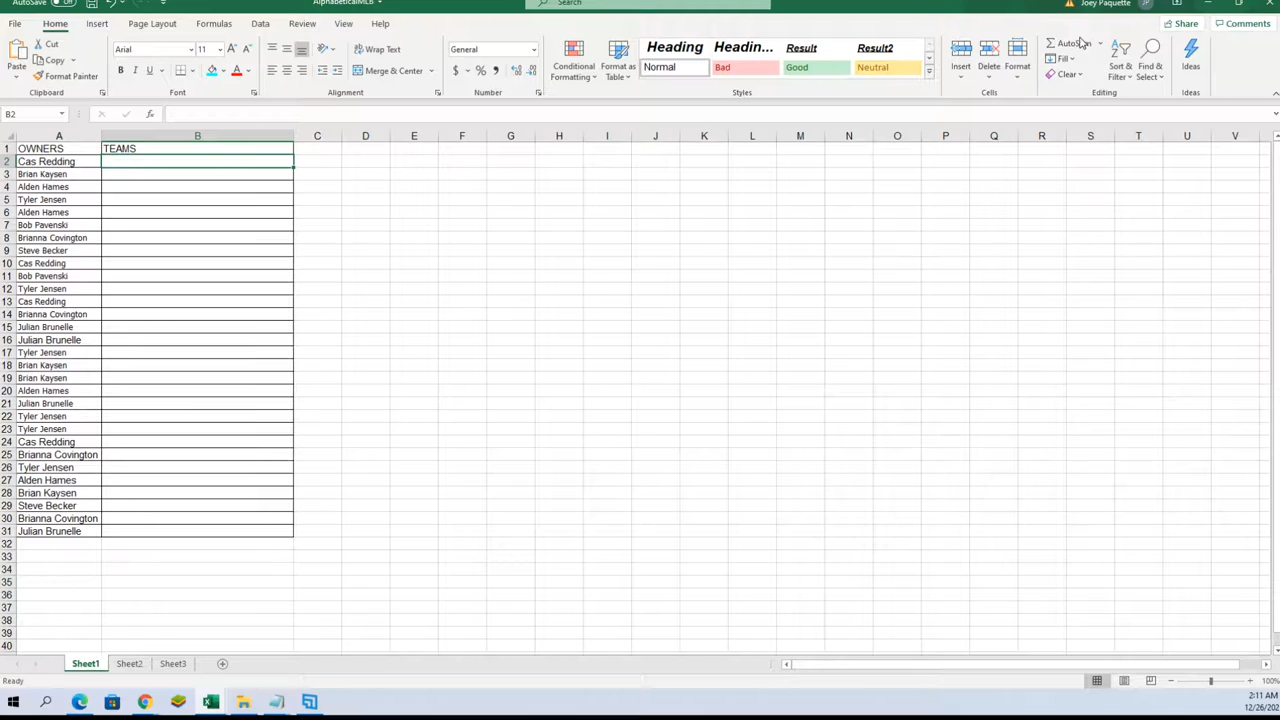 AutoSave Off AlphabeticalMLB Search Joey Paquette JP
File Home Insert Page Layout Formulas Data Review View Help Share Comments
Cut Arial 11 A A Wrap Text General Heading Headin... Result Result2 AutoSum
Paste Copy Merge & Center Conditional Formatting Format as Table Normal Bad Good Neutral Insert Delete Format Fill Sort & Filter Find & Select Ideas
Format Painter B I U $ % , Clear
Clipboard Font Alignment Number Styles Cells Editing Ideas
B2 fx
A B C D E F G H I J K L M N O P Q R S T U V
1 OWNERS TEAMS
2 Cas Redding
3 Brian Kaysen
4 Alden Hames
5 Tyler Jensen
6 Alden Hames
7 Bob Pavenski
8 Brianna Covington
9 Steve Becker
10 Cas Redding
11 Bob Pavenski
12 Tyler Jensen
13 Cas Redding
14 Brianna Covington
15 Julian Brunelle
16 Julian Brunelle
17 Tyler Jensen
18 Brian Kaysen
19 Brian Kaysen
20 Alden Hames
21 Julian Brunelle
22 Tyler Jensen
23 Tyler Jensen
24 Cas Redding
25 Brianna Covington
26 Tyler Jensen
27 Alden Hames
28 Brian Kaysen
29 Steve Becker
30 Brianna Covington
31 Julian Brunelle
32
33
34
35
36
37
38
39
40
Sheet1 Sheet2 Sheet3
Ready 100%
2:11 AM
12/26/202